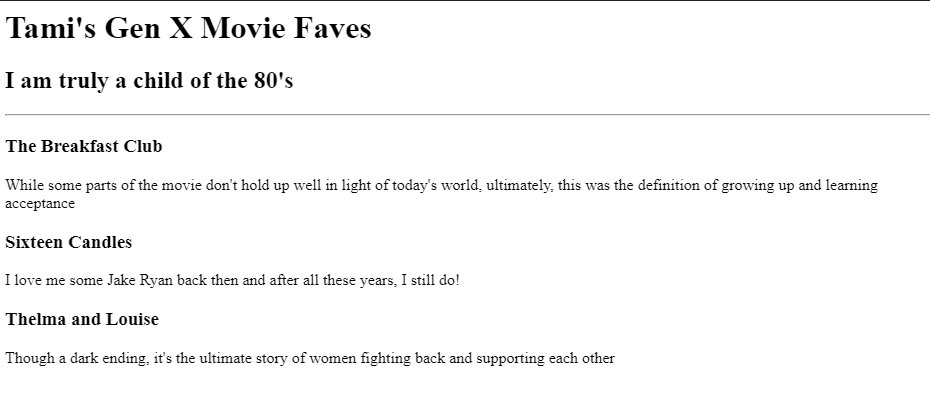 Tami's Gen X Movie Faves
I am truly a child of the 80's
The Breakfast Club
While some parts of the movie don't hold up well in light of today's world, ultimately, this was the definition of growing up and learning
acceptance
Sixteen Candles
I love me some Jake Ryan back then and after all these years, I still do!
Thelma and Louise
Though a dark ending, it's the ultimate story of women fighting back and supporting each other